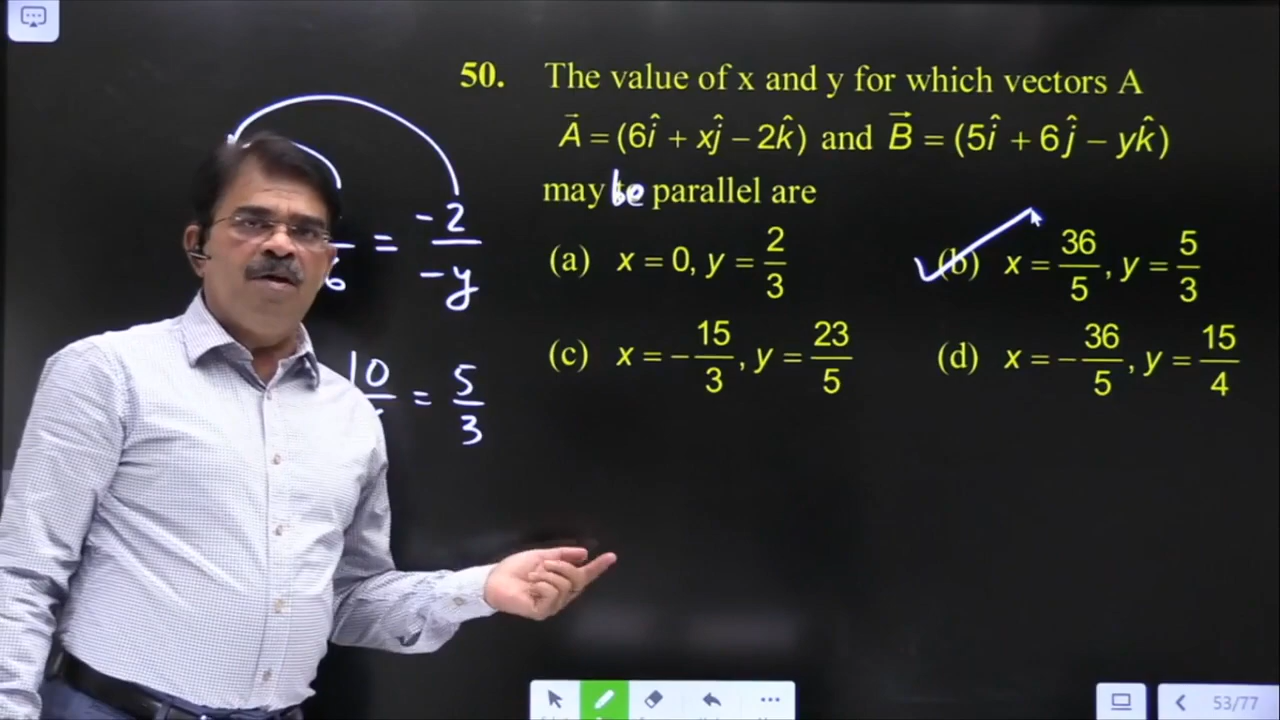 50. The value of x and y for which vectors A
A⃗ = (6î + xĵ − 2k̂) and B⃗ = (5î + 6ĵ − yk̂)
may be parallel are
(a) x = 0, y = 2/3
(b) x = 36/5, y = 5/3
(c) x = −15/3, y = 23/5
(d) x = −36/5, y = 15/4
6 = -2/-y
10 = 5/3
53/77